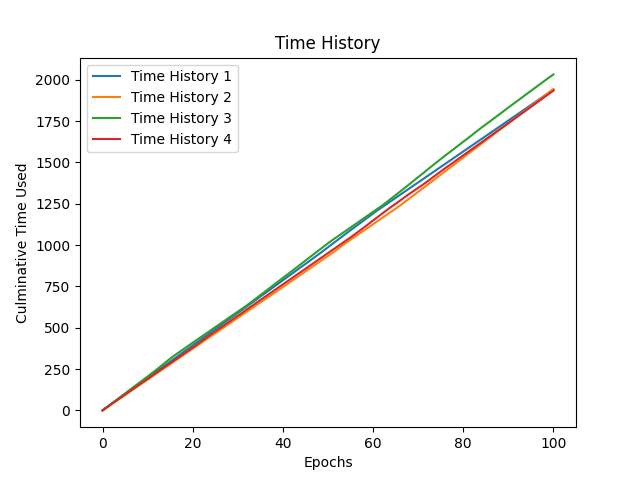 Time History
Time History 1
Time History 2
Time History 3
Time History 4
2000
1750
1500
1250
1000
750
500
250
0
Culminative Time Used
0 20 40 60 80 100
Epochs